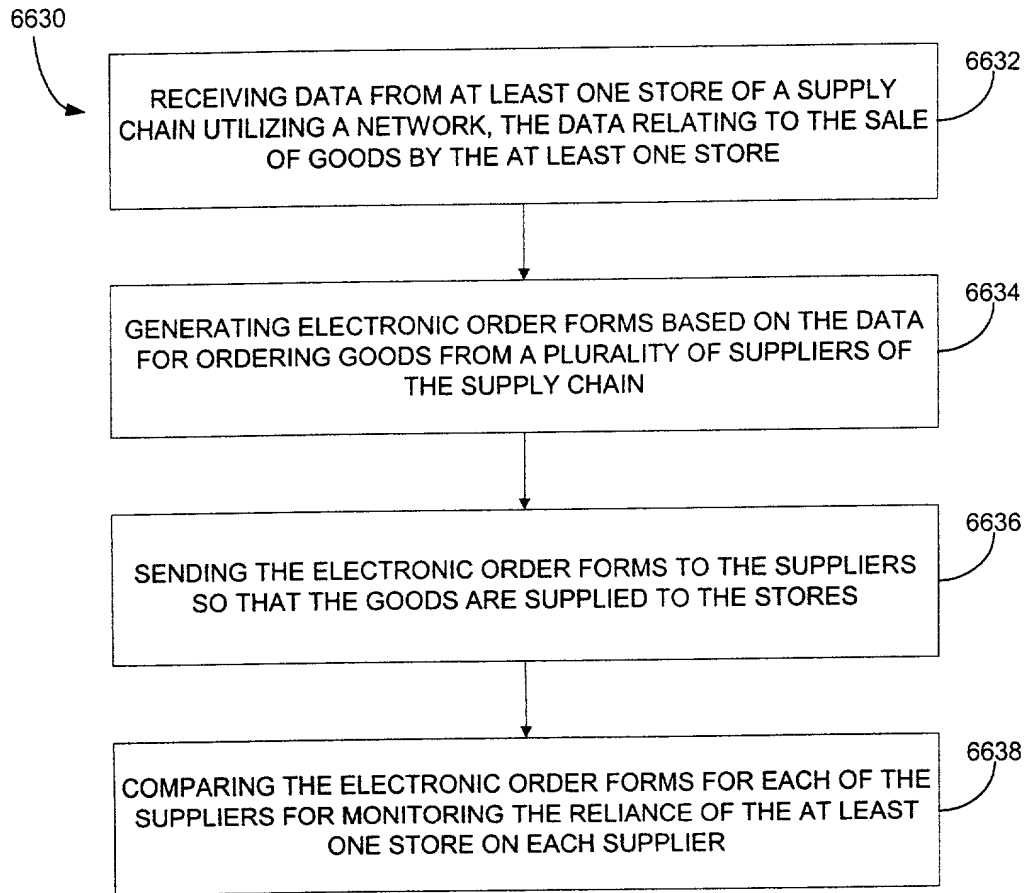 6630
6632
RECEIVING DATA FROM AT LEAST ONE STORE OF A SUPPLY
CHAIN UTILIZING A NETWORK, THE DATA RELATING TO THE SALE
OF GOODS BY THE AT LEAST ONE STORE
6634
GENERATING ELECTRONIC ORDER FORMS BASED ON THE DATA
FOR ORDERING GOODS FROM A PLURALITY OF SUPPLIERS OF
THE SUPPLY CHAIN
6636
SENDING THE ELECTRONIC ORDER FORMS TO THE SUPPLIERS
SO THAT THE GOODS ARE SUPPLIED TO THE STORES
6638
COMPARING THE ELECTRONIC ORDER FORMS FOR EACH OF THE
SUPPLIERS FOR MONITORING THE RELIANCE OF THE AT LEAST
ONE STORE ON EACH SUPPLIER